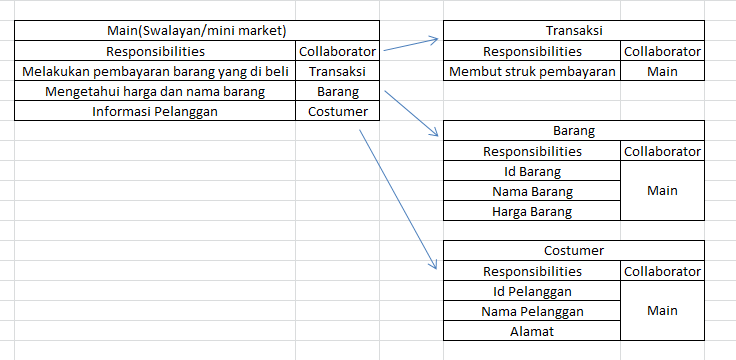 Main(Swalayan/mini market)
Responsibilities Collaborator
Melakukan pembayaran barang yang di beli Transaksi
Mengetahui harga dan nama barang Barang
Informasi Pelanggan Costumer
Transaksi
Responsibilities Collaborator
Membut struk pembayaran Main
Barang
Responsibilities Collaborator
Id Barang
Nama Barang Main
Harga Barang
Costumer
Responsibilities Collaborator
Id Pelanggan
Nama Pelanggan Main
Alamat